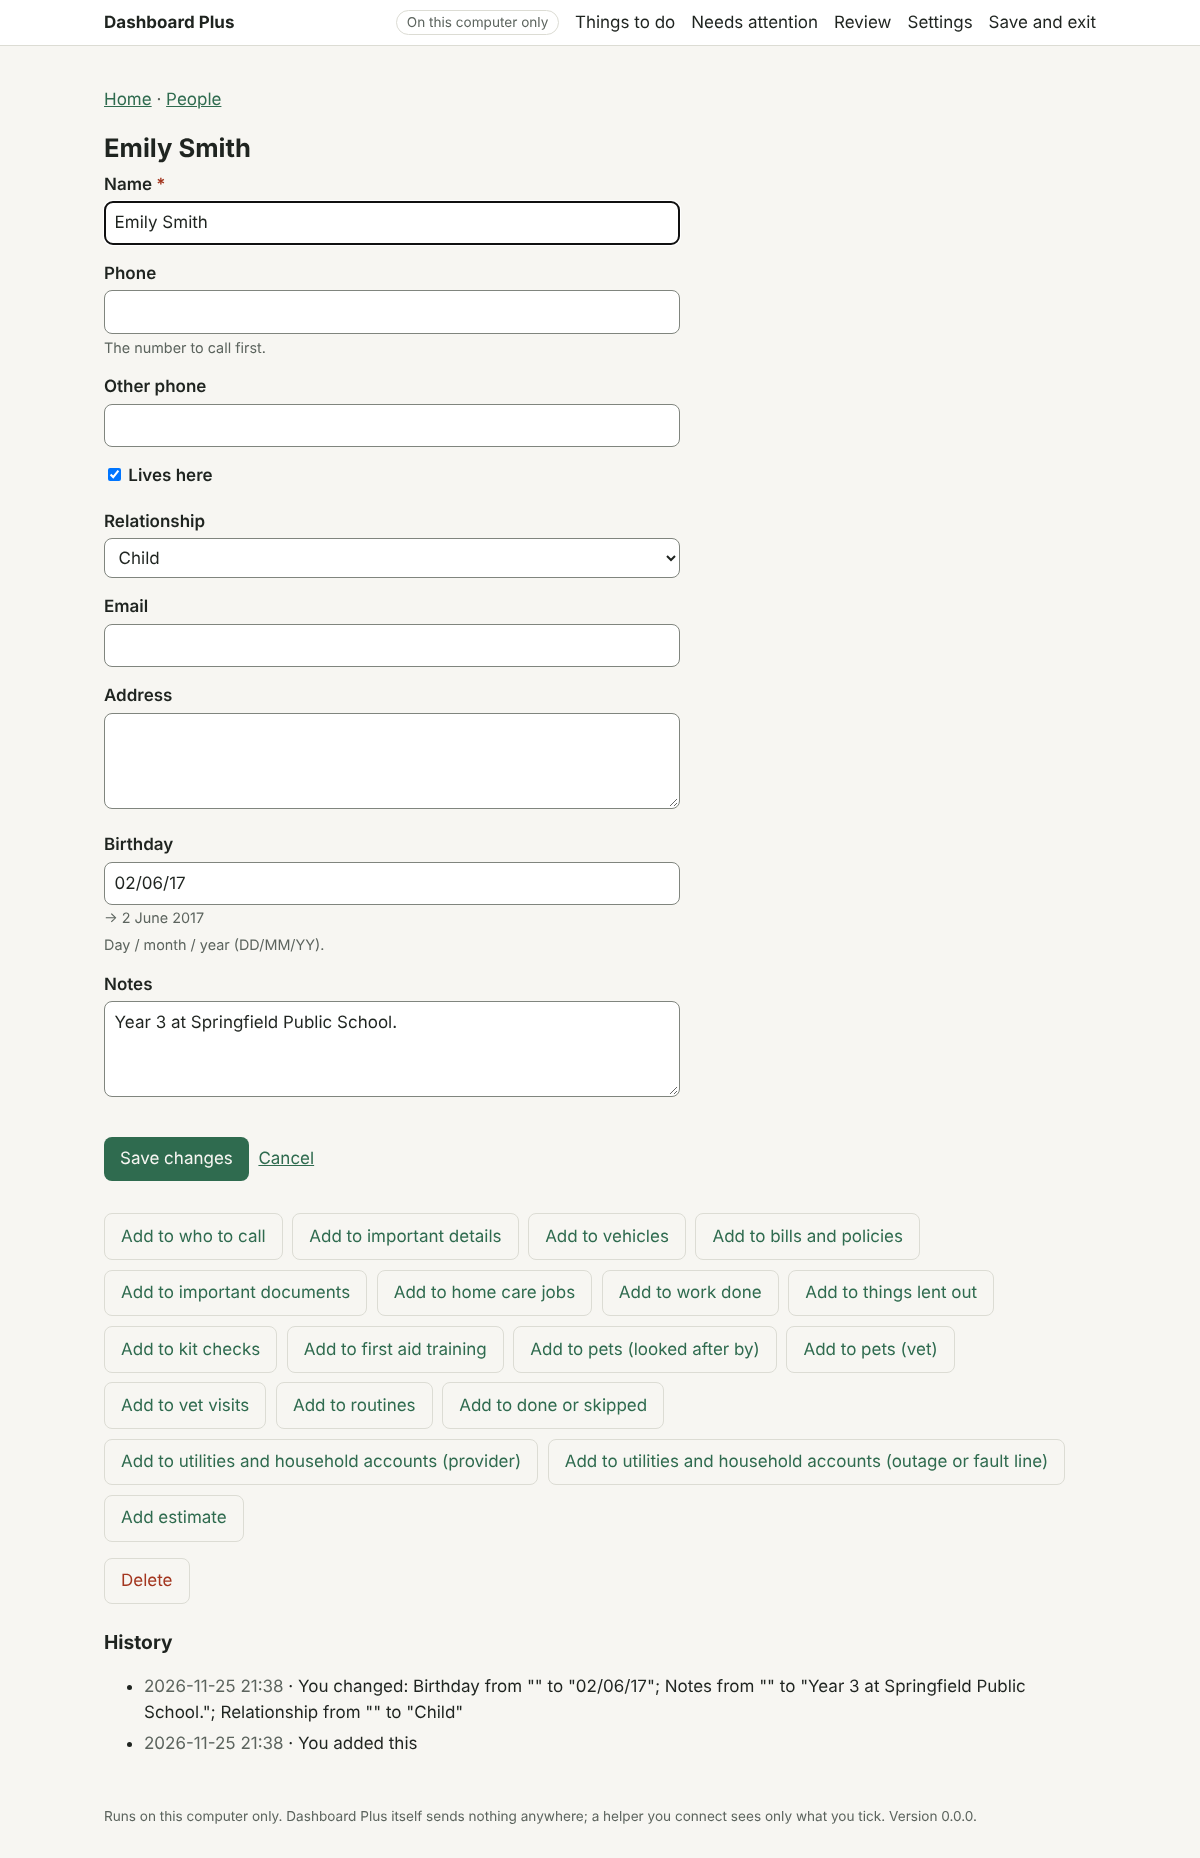 Dashboard Plus
On this computer only
Things to do
Needs attention
Review
Settings
Save and exit
Home · People
Emily Smith
Name *
Emily Smith
Phone
The number to call first.
Other phone
Lives here
Relationship
Child
Email
Address
Birthday
02/06/17
→ 2 June 2017
Day / month / year (DD/MM/YY).
Notes
Year 3 at Springfield Public School.
Save changes
Cancel
Add to who to call
Add to important details
Add to vehicles
Add to bills and policies
Add to important documents
Add to home care jobs
Add to work done
Add to things lent out
Add to kit checks
Add to first aid training
Add to pets (looked after by)
Add to pets (vet)
Add to vet visits
Add to routines
Add to done or skipped
Add to utilities and household accounts (provider)
Add to utilities and household accounts (outage or fault line)
Add estimate
Delete
History
• 2026-11-25 21:38 · You changed: Birthday from "" to "02/06/17"; Notes from "" to "Year 3 at Springfield Public
School."; Relationship from "" to "Child"
• 2026-11-25 21:38 · You added this
Runs on this computer only. Dashboard Plus itself sends nothing anywhere; a helper you connect sees only what you tick. Version 0.0.0.